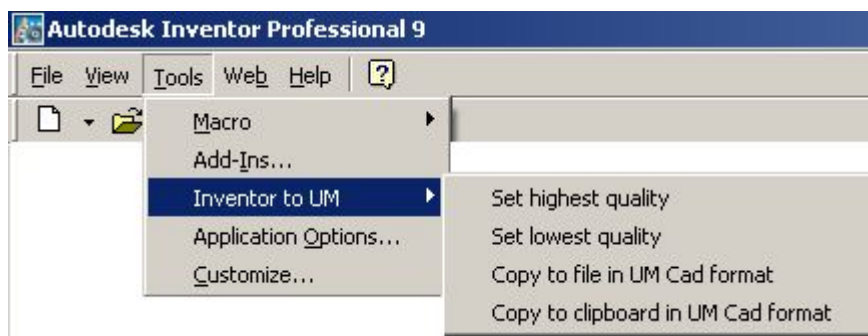 Autodesk Inventor Professional 9
File View Tools Web Help
Macro
Add-Ins...
Inventor to UM
Application Options...
Customize...
Set highest quality
Set lowest quality
Copy to file in UM Cad format
Copy to clipboard in UM Cad format